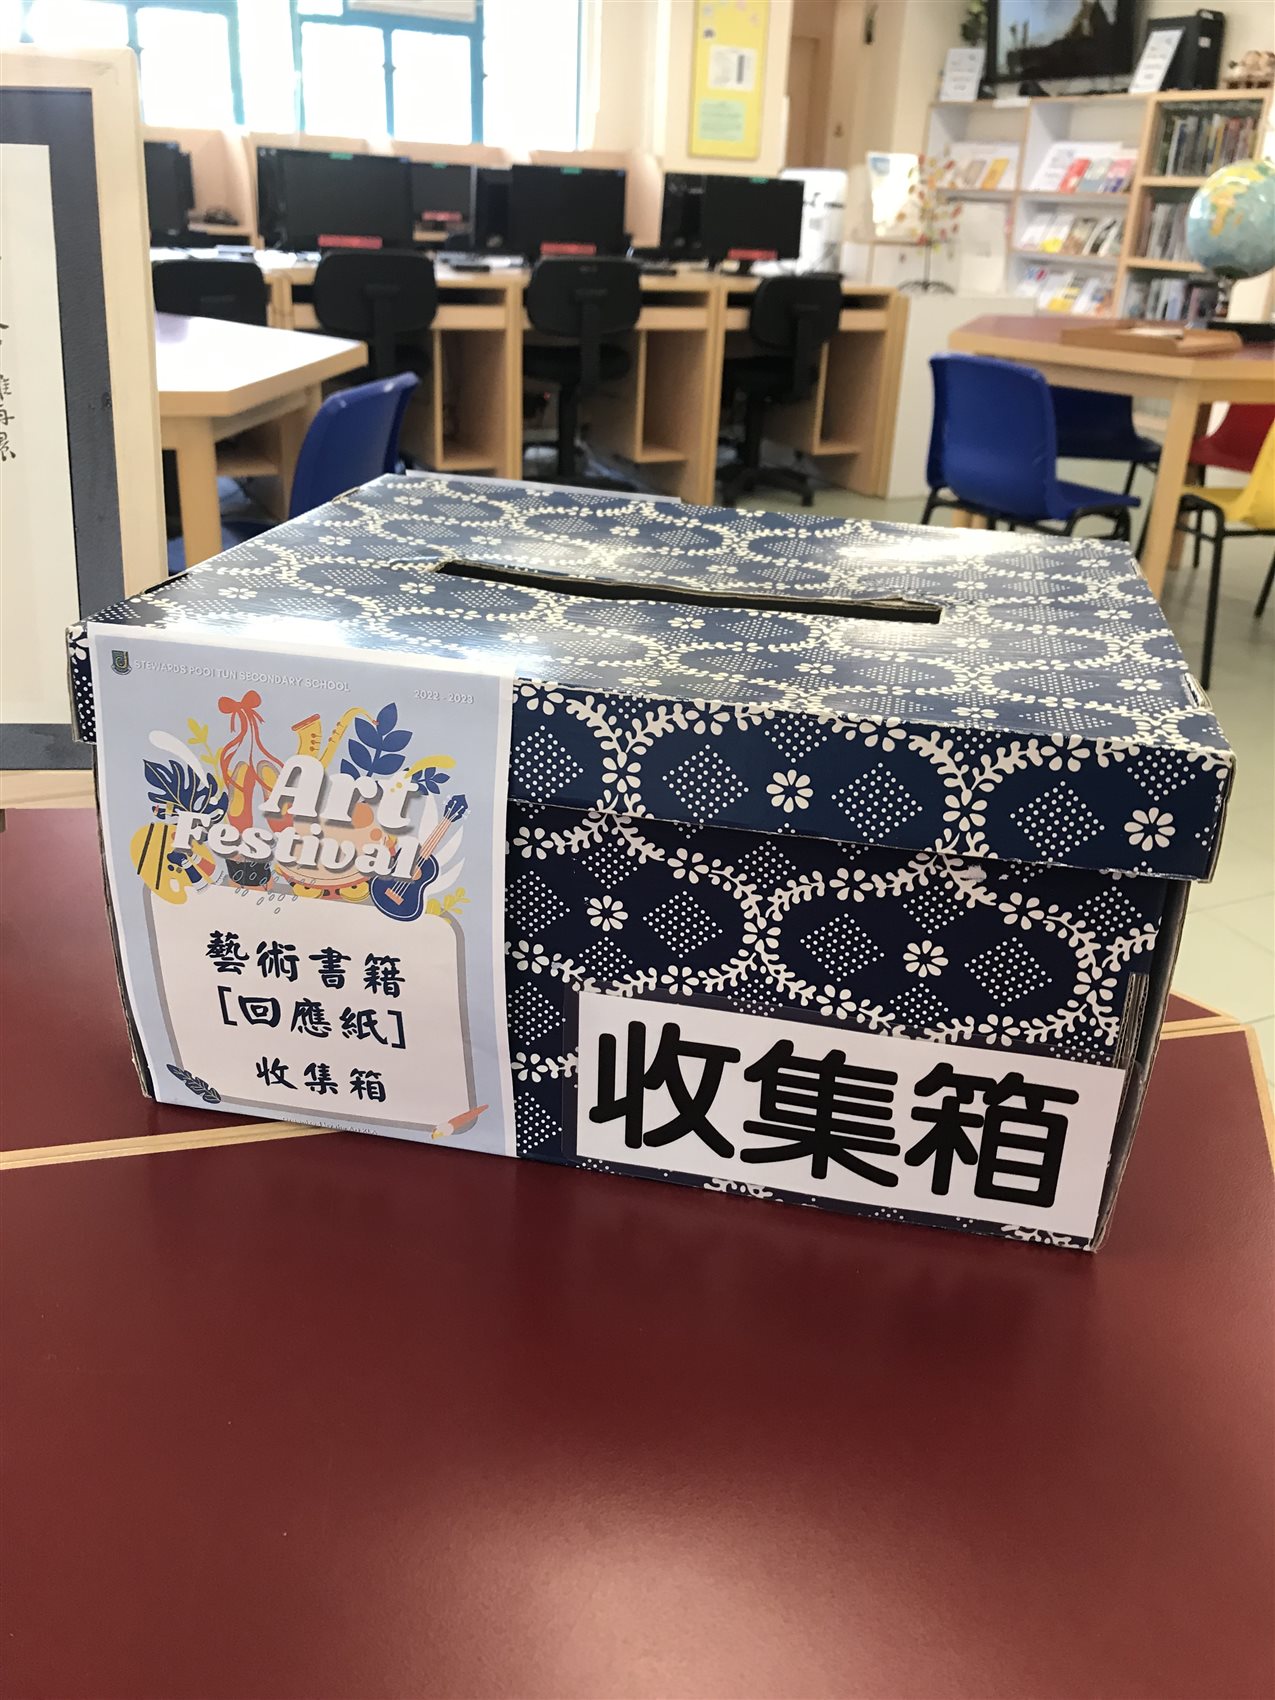 STEWARDS POOI TUN SECONDARY SCHOOL
2022 - 2023
Art
Festival
藝術書籍
[回應紙]
收集箱
收集箱